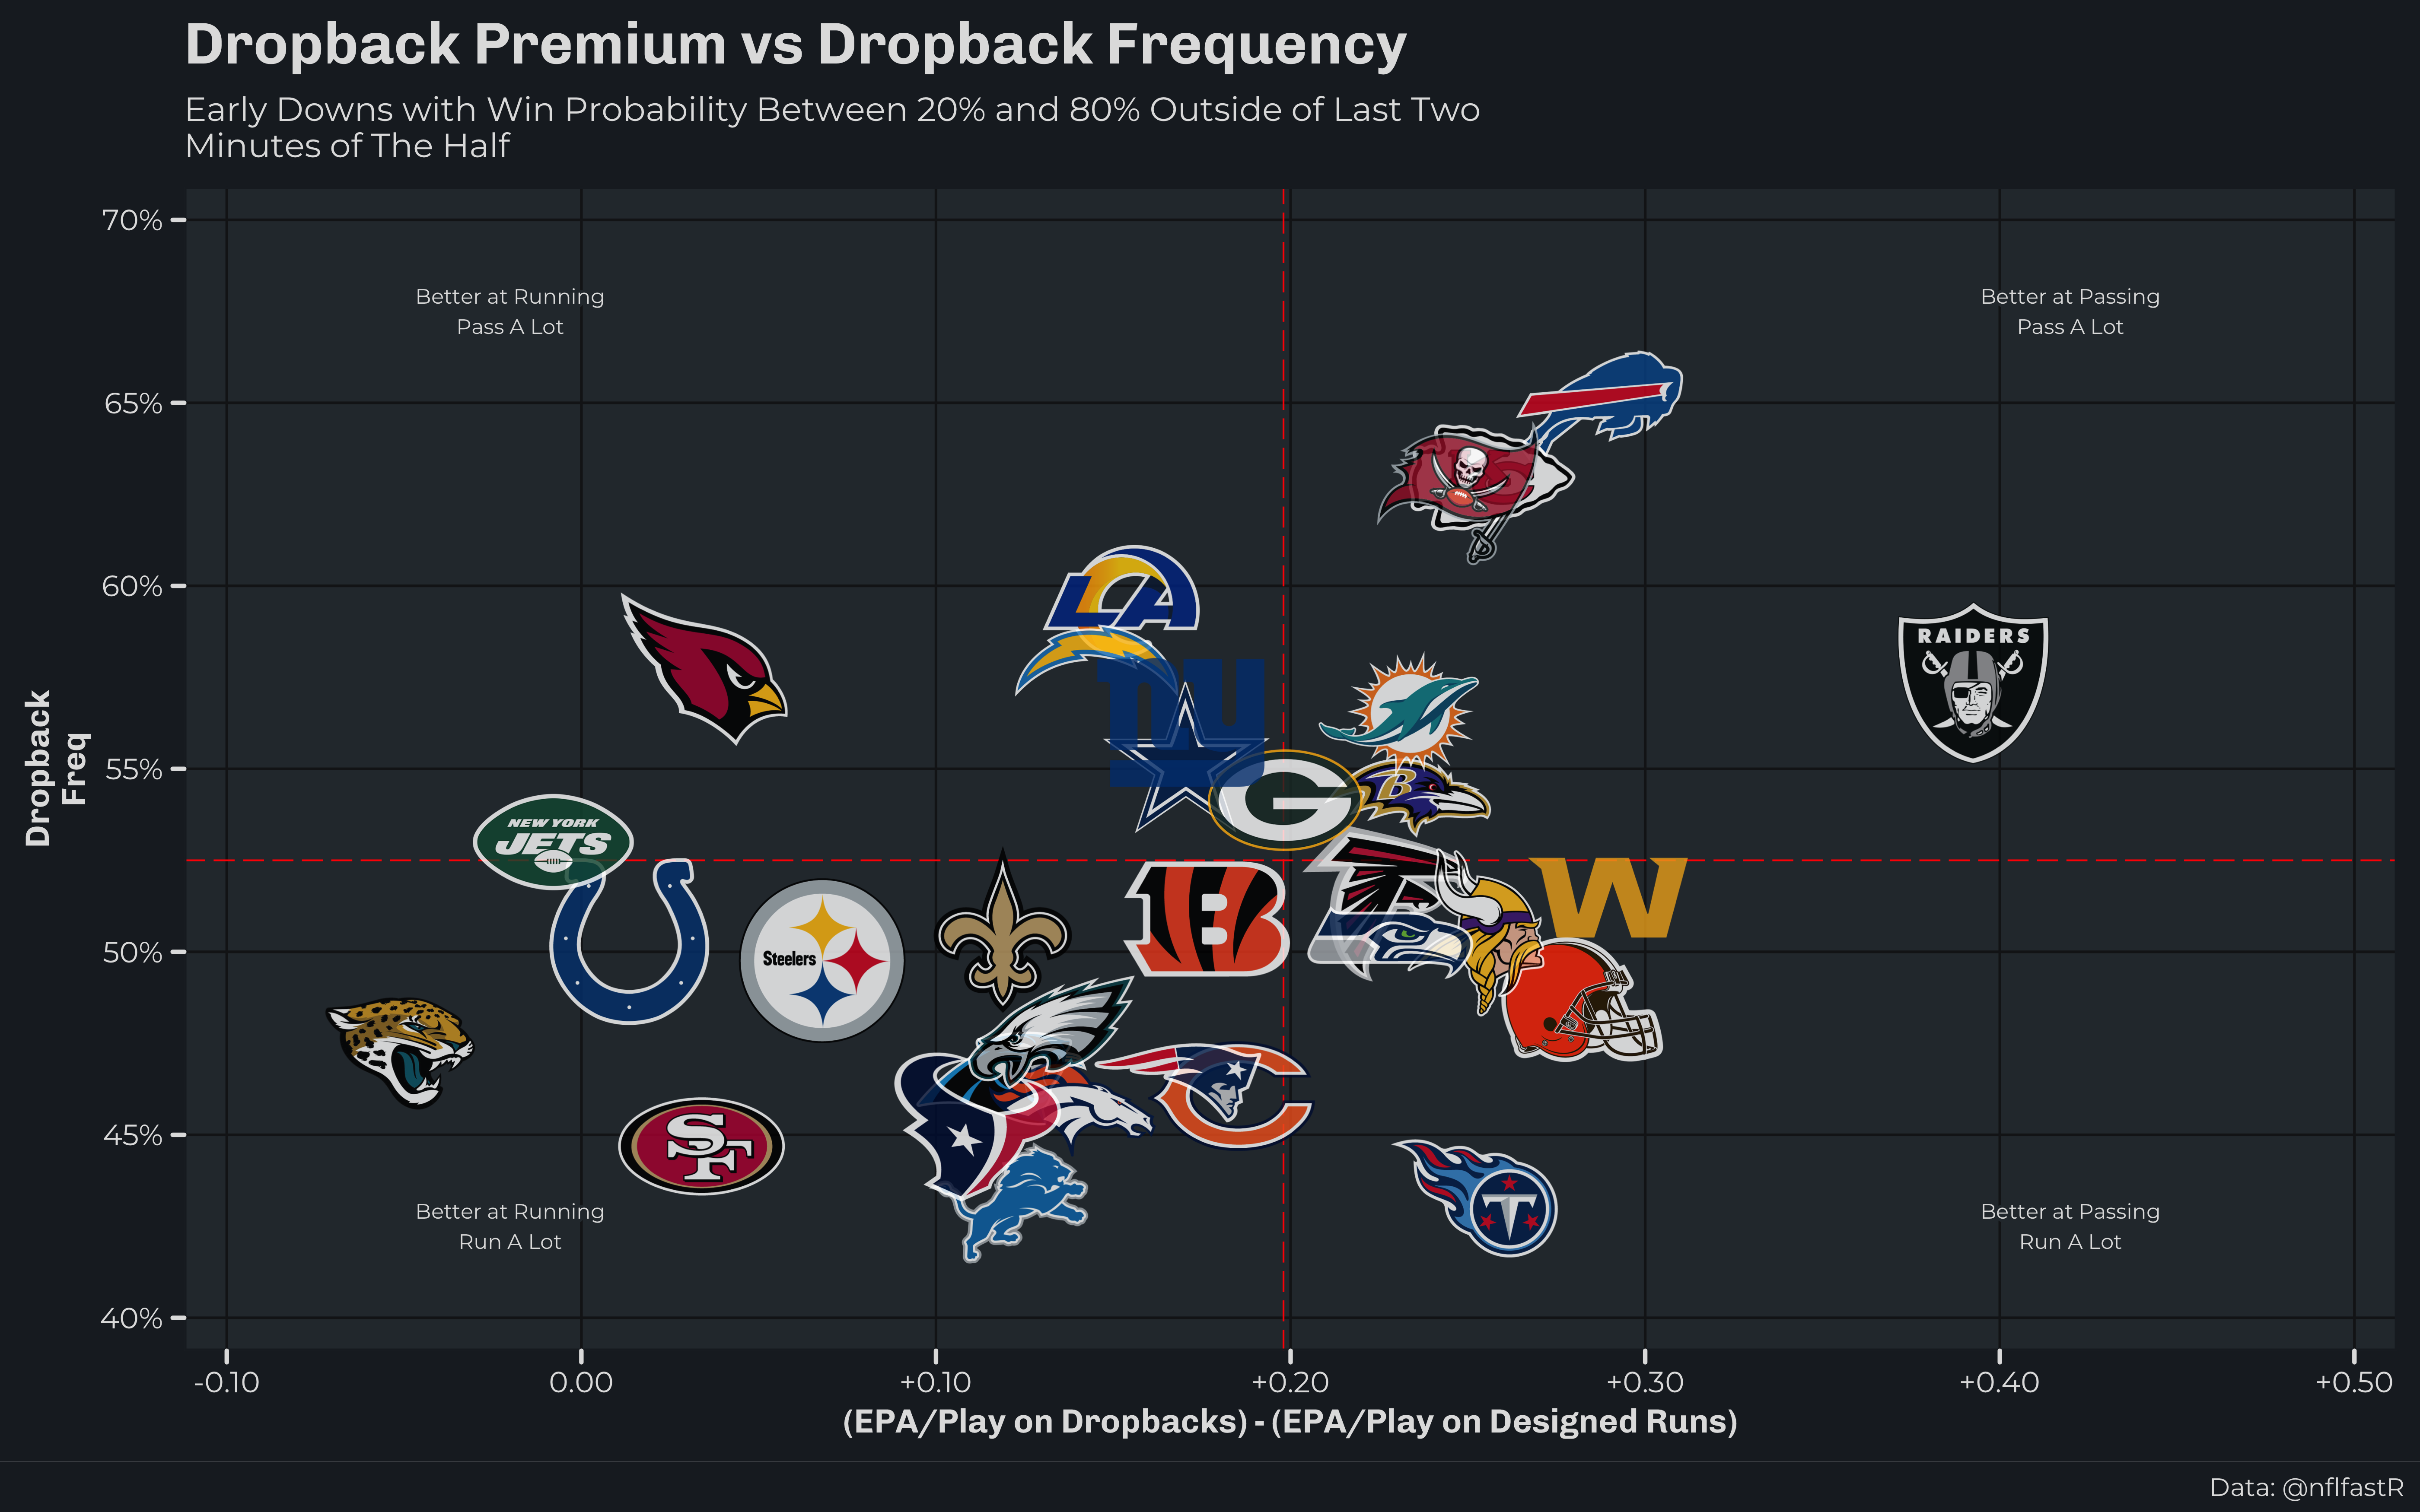 Dropback Premium vs Dropback Frequency
Early Downs with Win Probability Between 20% and 80% Outside of Last Two
Minutes of The Half
70%
65%
60%
55%
50%
45%
40%
Dropback
Freq
Better at Running
Pass A Lot
Better at Passing
Pass A Lot
LA
RAIDERS
NY
B
G
NEW YORK
JETS
W
B
Steelers
C
SF
T
Better at Running
Run A Lot
Better at Passing
Run A Lot
-0.10
0.00
+0.10
+0.20
+0.30
+0.40
+0.50
(EPA/Play on Dropbacks) - (EPA/Play on Designed Runs)
Data: @nflfastR